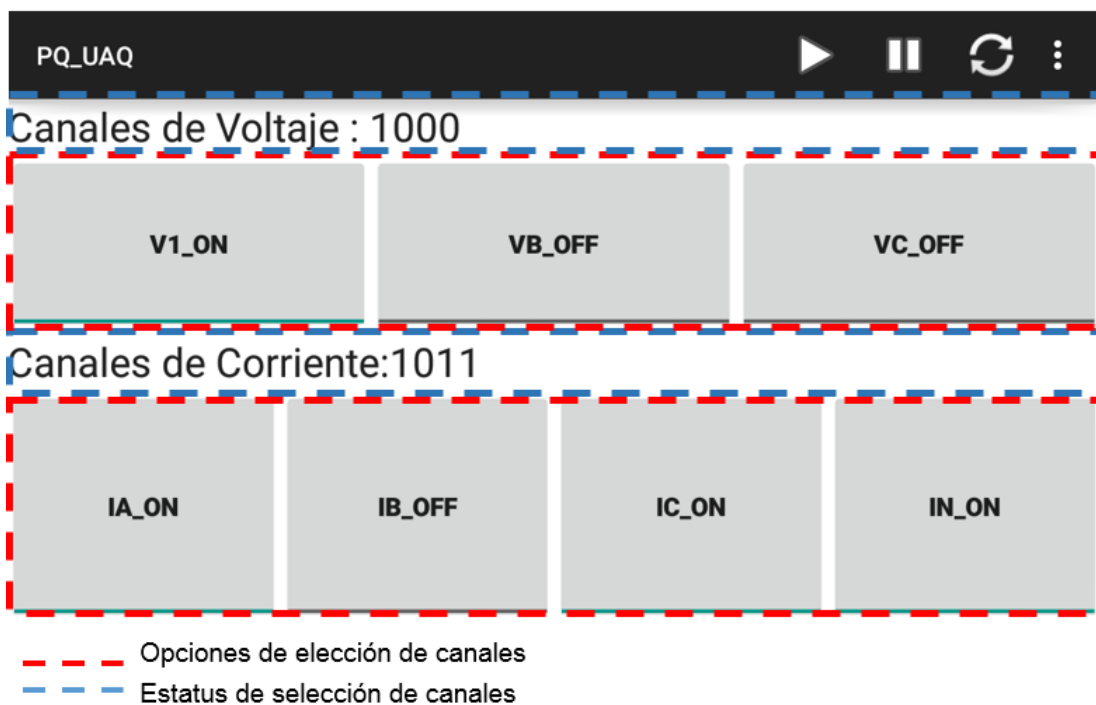 PQ_UAQ
Canales de Voltaje : 1000
V1_ON VB_OFF VC_OFF
Canales de Corriente:1011
IA_ON IB_OFF IC_ON IN_ON
Opciones de elección de canales
Estatus de selección de canales